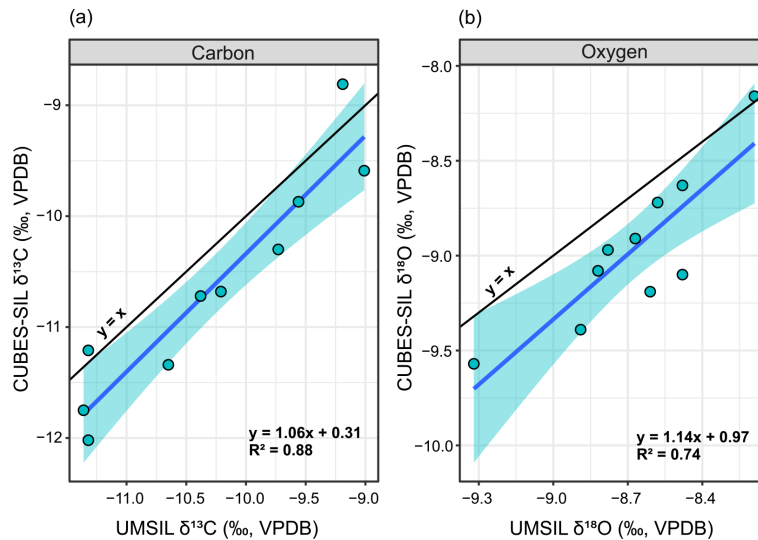 (a)
Carbon
CUBES-SIL δ¹³C (‰, VPDB)
−9
−10
−11
−12
y = x
y = 1.06x + 0.31
R² = 0.88
−11.0 −10.5 −10.0 −9.5 −9.0
UMSIL δ¹³C (‰, VPDB)
(b)
Oxygen
CUBES-SIL δ¹⁸O (‰, VPDB)
−8.0
−8.5
−9.0
−9.5
−10.0
y = x
y = 1.14x + 0.97
R² = 0.74
−9.3 −9.0 −8.7 −8.4
UMSIL δ¹⁸O (‰, VPDB)